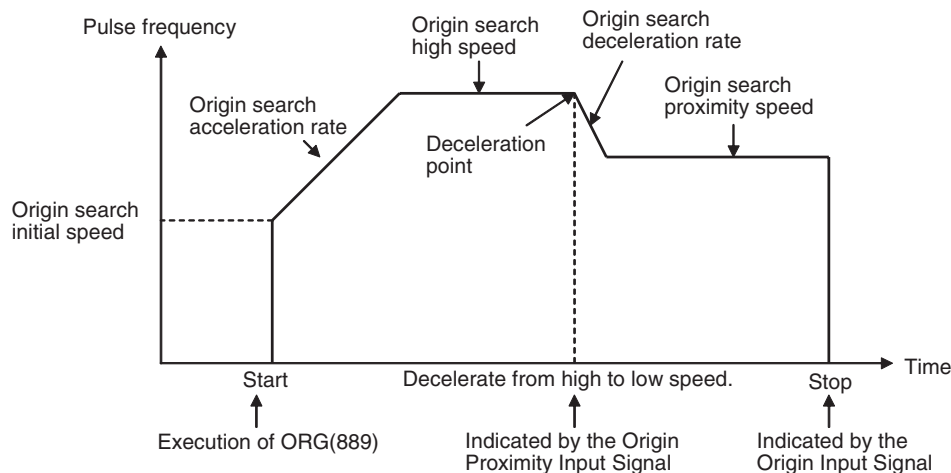 Pulse frequency
Origin search
high speed
Origin search
deceleration rate
Origin search
acceleration rate
Origin search
proximity speed
Deceleration
point
Origin search
initial speed
Time
Start
Decelerate from high to low speed.
Stop
Execution of ORG(889)
Indicated by the Origin
Proximity Input Signal
Indicated by the
Origin Input Signal